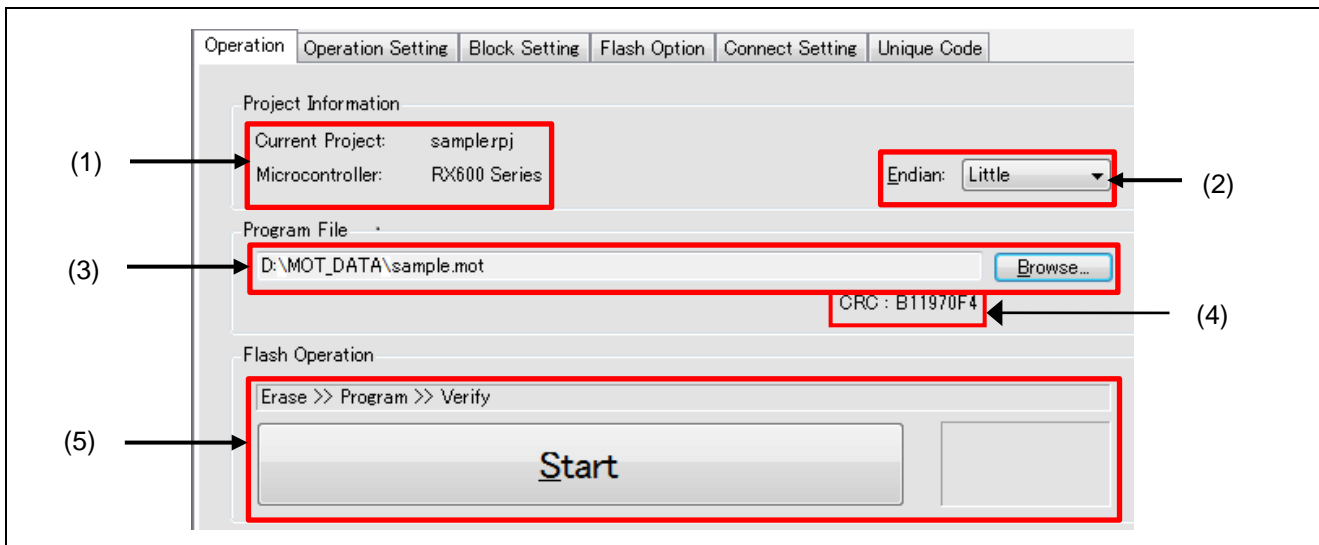 Operation Operation Setting Block Setting Flash Option Connect Setting Unique Code
Project Information
(1)
Current Project: sample.rpj
Microcontroller: RX600 Series
Endian: Little
(2)
Program File
(3)
D:\MOT_DATA\sample.mot
Browse...
CRC : B11970F4
(4)
Flash Operation
Erase >> Program >> Verify
(5)
Start